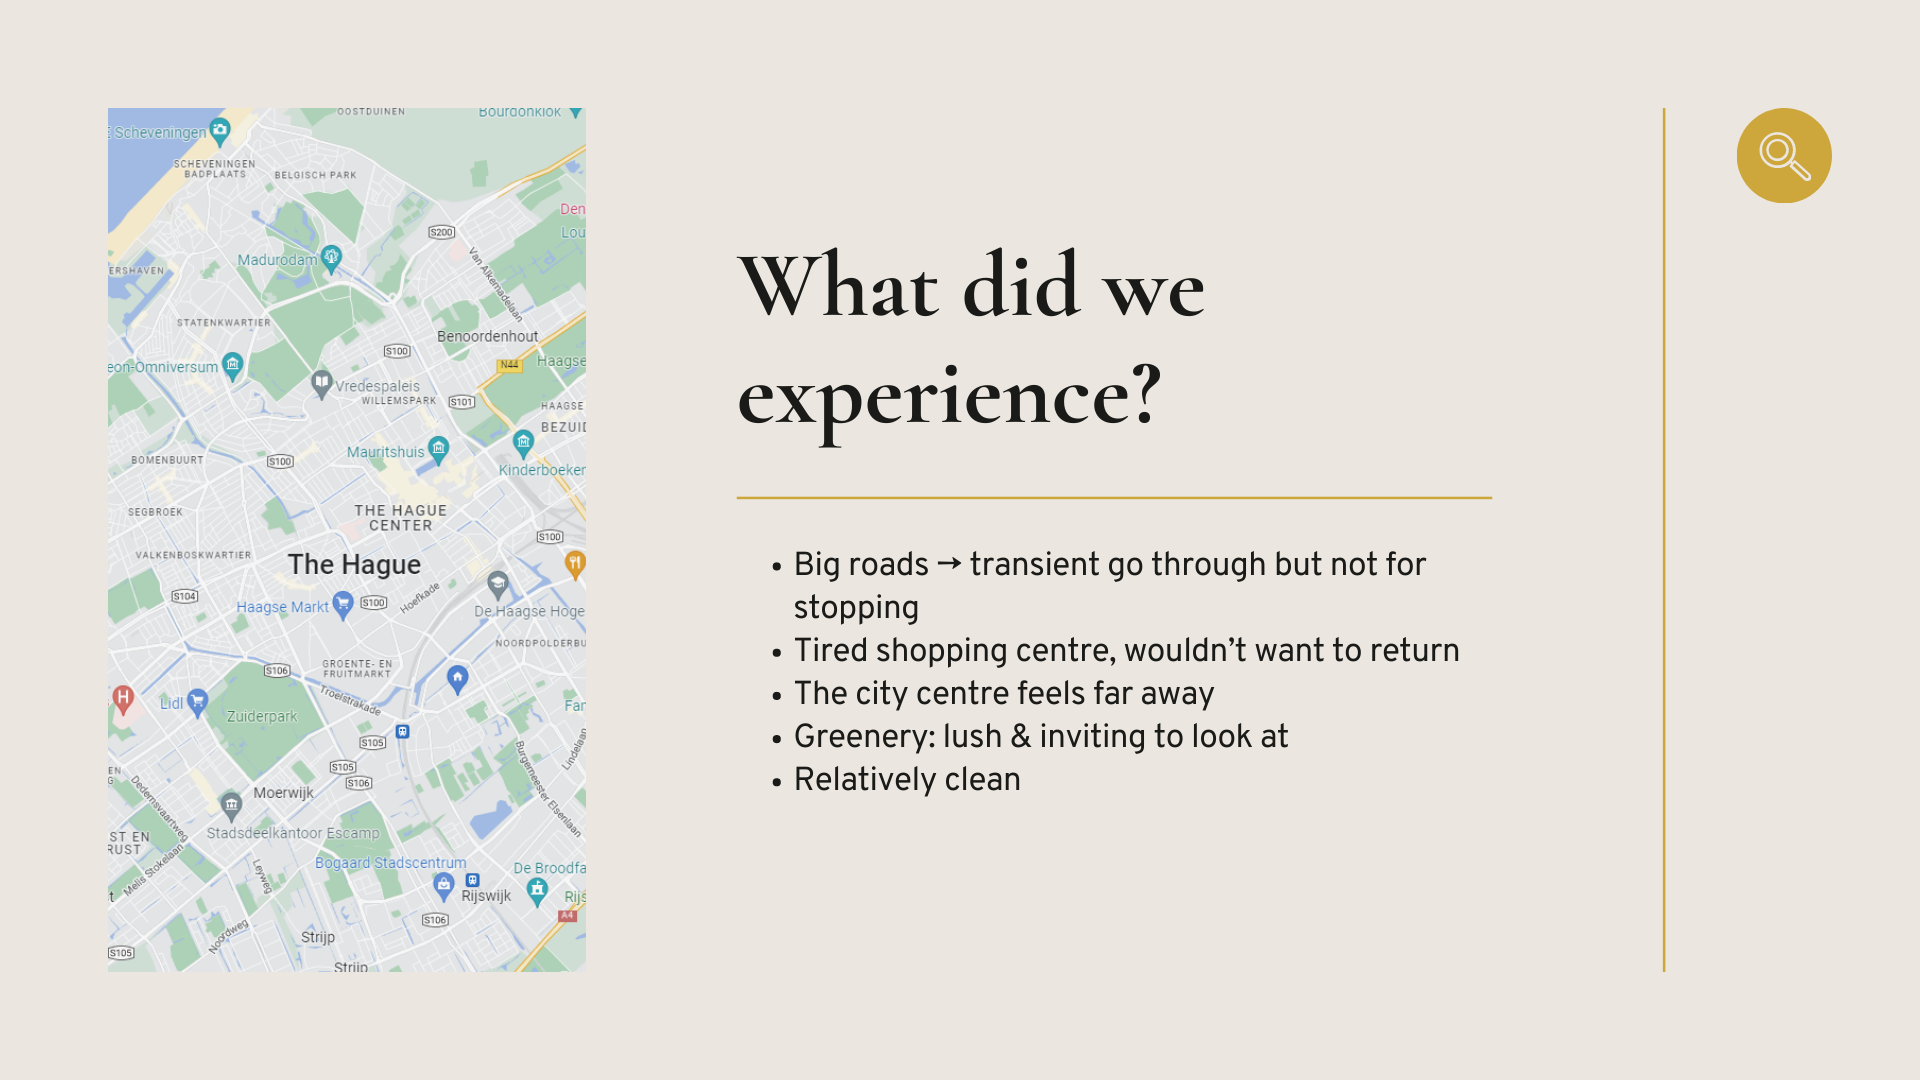 OOSTDUINEN
Bourdonklok
Scheveningen
SCHEVENINGEN
BADPLAATS
BELGISCH PARK
Den
Lou
S200
Van Alkemadelaan
Madurodam
ERSHAVEN
STATENKWARTIER
Benoordenhout
S100
N44
Haagse
eon-Omniversum
Vredespaleis
WILLEMSPARK
S101
HAAGSE
BEZUID
Mauritshuis
Kinderboeken
BOMENBUURT
S100
SEGBROEK
THE HAGUE
CENTER
S100
VALKENBOSKWARTIER
The Hague
S104
Haagse Markt
S100
Hoefkade
De Haagse Hoge
NOORDPOLDERBU
GROENTE- EN
FRUITMARKT
S106
Troelstrakade
H
Lidl
Zuiderpark
Fan
S105
Lindelaan
S105
S106
Burgemeester Elsenlaan
EN
G
Dedemsvaartweg
Moerwijk
Stadsdeelkantoor Escamp
ST EN
RUST
Melis Stokelaan
Leyweg
Bogaard Stadscentrum
De Broodfa
t
Rijswijk
Rijs
S106
A4
Noordweg
Strijp
S105
Strijp
What did we
experience?
• Big roads → transient go through but not for
stopping
• Tired shopping centre, wouldn’t want to return
• The city centre feels far away
• Greenery: lush & inviting to look at
• Relatively clean